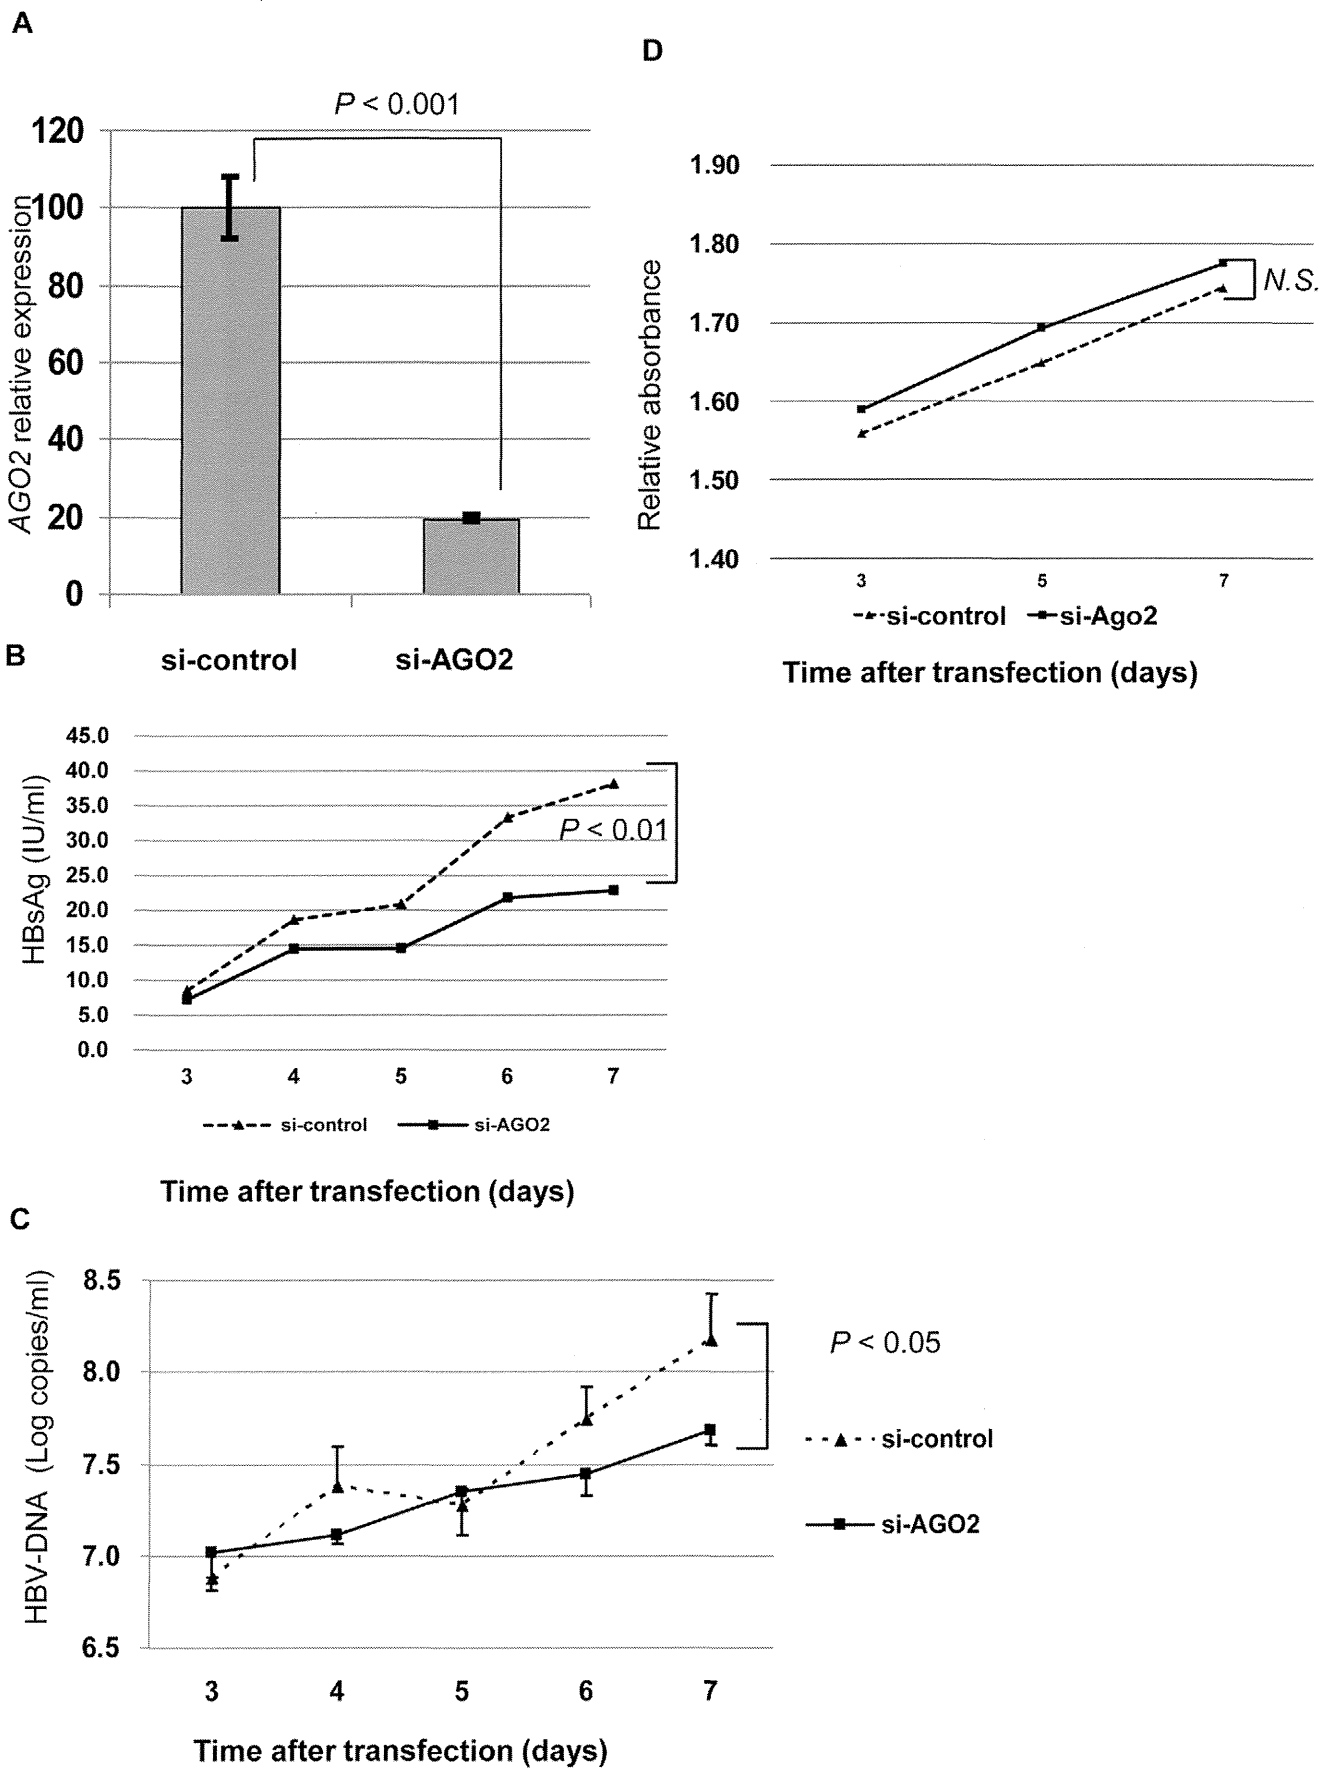 A
P < 0.001
120
100
80
60
40
20
0
AGO2 relative expression
si-control
si-AGO2
D
1.90
1.80
1.70
1.60
1.50
1.40
Relative absorbance
N.S.
3
5
7
si-control
si-Ago2
Time after transfection (days)
B
45.0
40.0
35.0
30.0
25.0
20.0
15.0
10.0
5.0
0.0
HBsAg (IU/ml)
P < 0.01
3
4
5
6
7
si-control
si-AGO2
Time after transfection (days)
C
8.5
8.0
7.5
7.0
6.5
HBV-DNA (Log copies/ml)
P < 0.05
si-control
si-AGO2
3
4
5
6
7
Time after transfection (days)